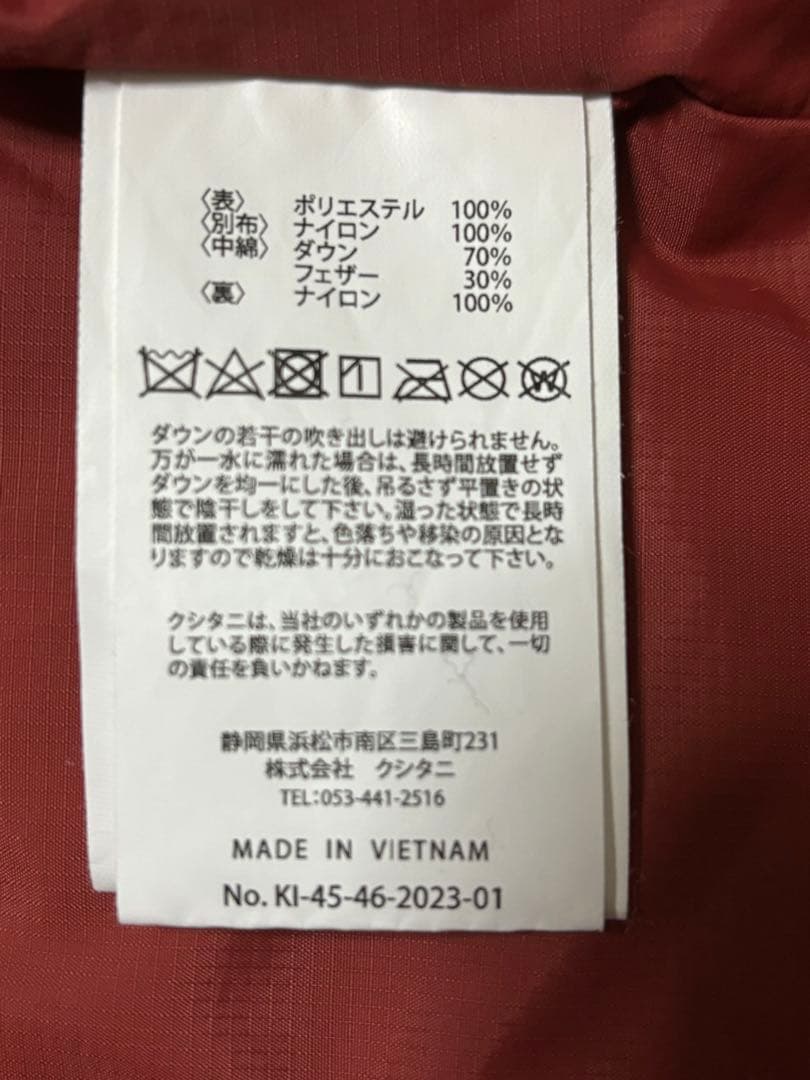 〈表〉 ポリエステル 100%
〈別布〉 ナイロン 100%
〈中綿〉 ダウン 70%
フェザー 30%
〈裏〉 ナイロン 100%
W
ダウンの若干の吹き出しは避けられません。
万が一水に濡れた場合は、長時間放置せず
ダウンを均一にした後、吊るさず平置きの状
態で陰干しをして下さい。湿った状態で長時
間放置されますと、色落ちや移染の原因とな
りますので乾燥は十分におこなって下さい。
クシタニは、当社のいずれかの製品を使用
している際に発生した損害に関して、一切
の責任を負いかねます。
静岡県浜松市南区三島町231
株式会社 クシタニ
TEL:053-441-2516
MADE IN VIETNAM
No. KI-45-46-2023-01